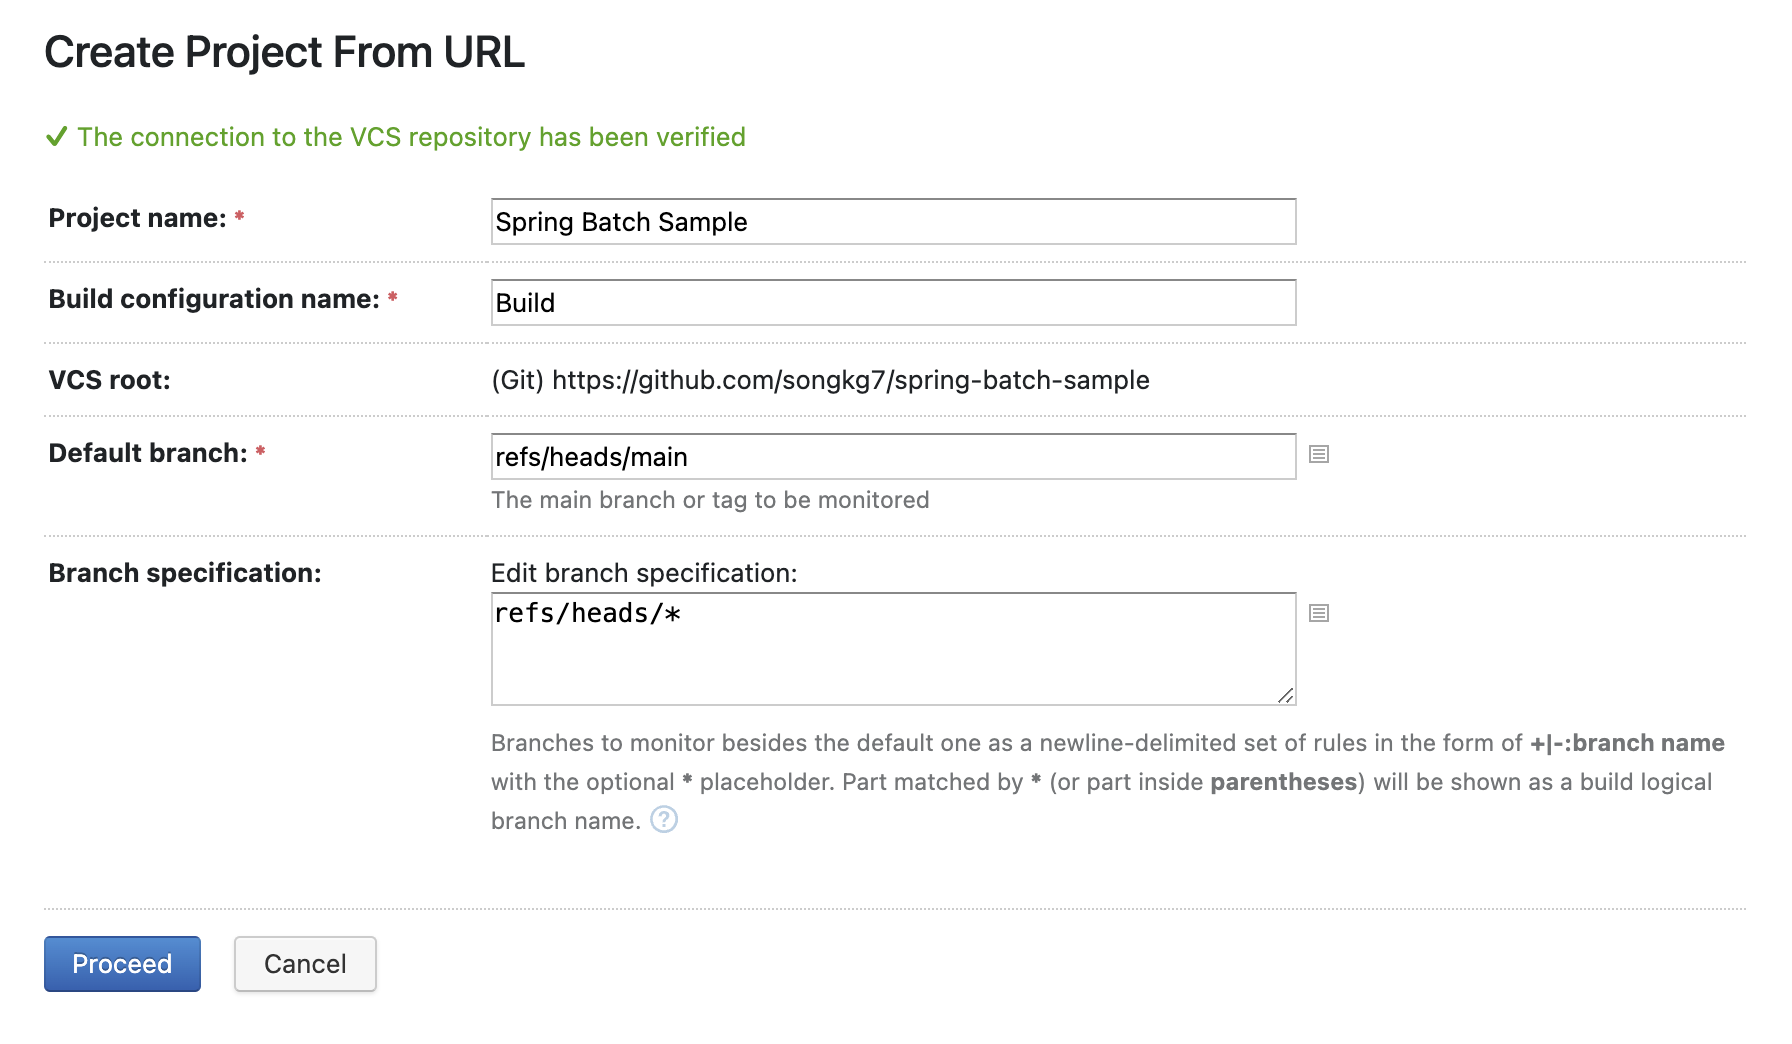 Create Project From URL
✔ The connection to the VCS repository has been verified
Project name: *
Spring Batch Sample
Build configuration name: *
Build
VCS root:
(Git) https://github.com/songkg7/spring-batch-sample
Default branch: *
refs/heads/main
The main branch or tag to be monitored
Branch specification:
Edit branch specification:
refs/heads/*
Branches to monitor besides the default one as a newline-delimited set of rules in the form of +|-:branch name
with the optional * placeholder. Part matched by * (or part inside parentheses) will be shown as a build logical
branch name. ?
Proceed
Cancel